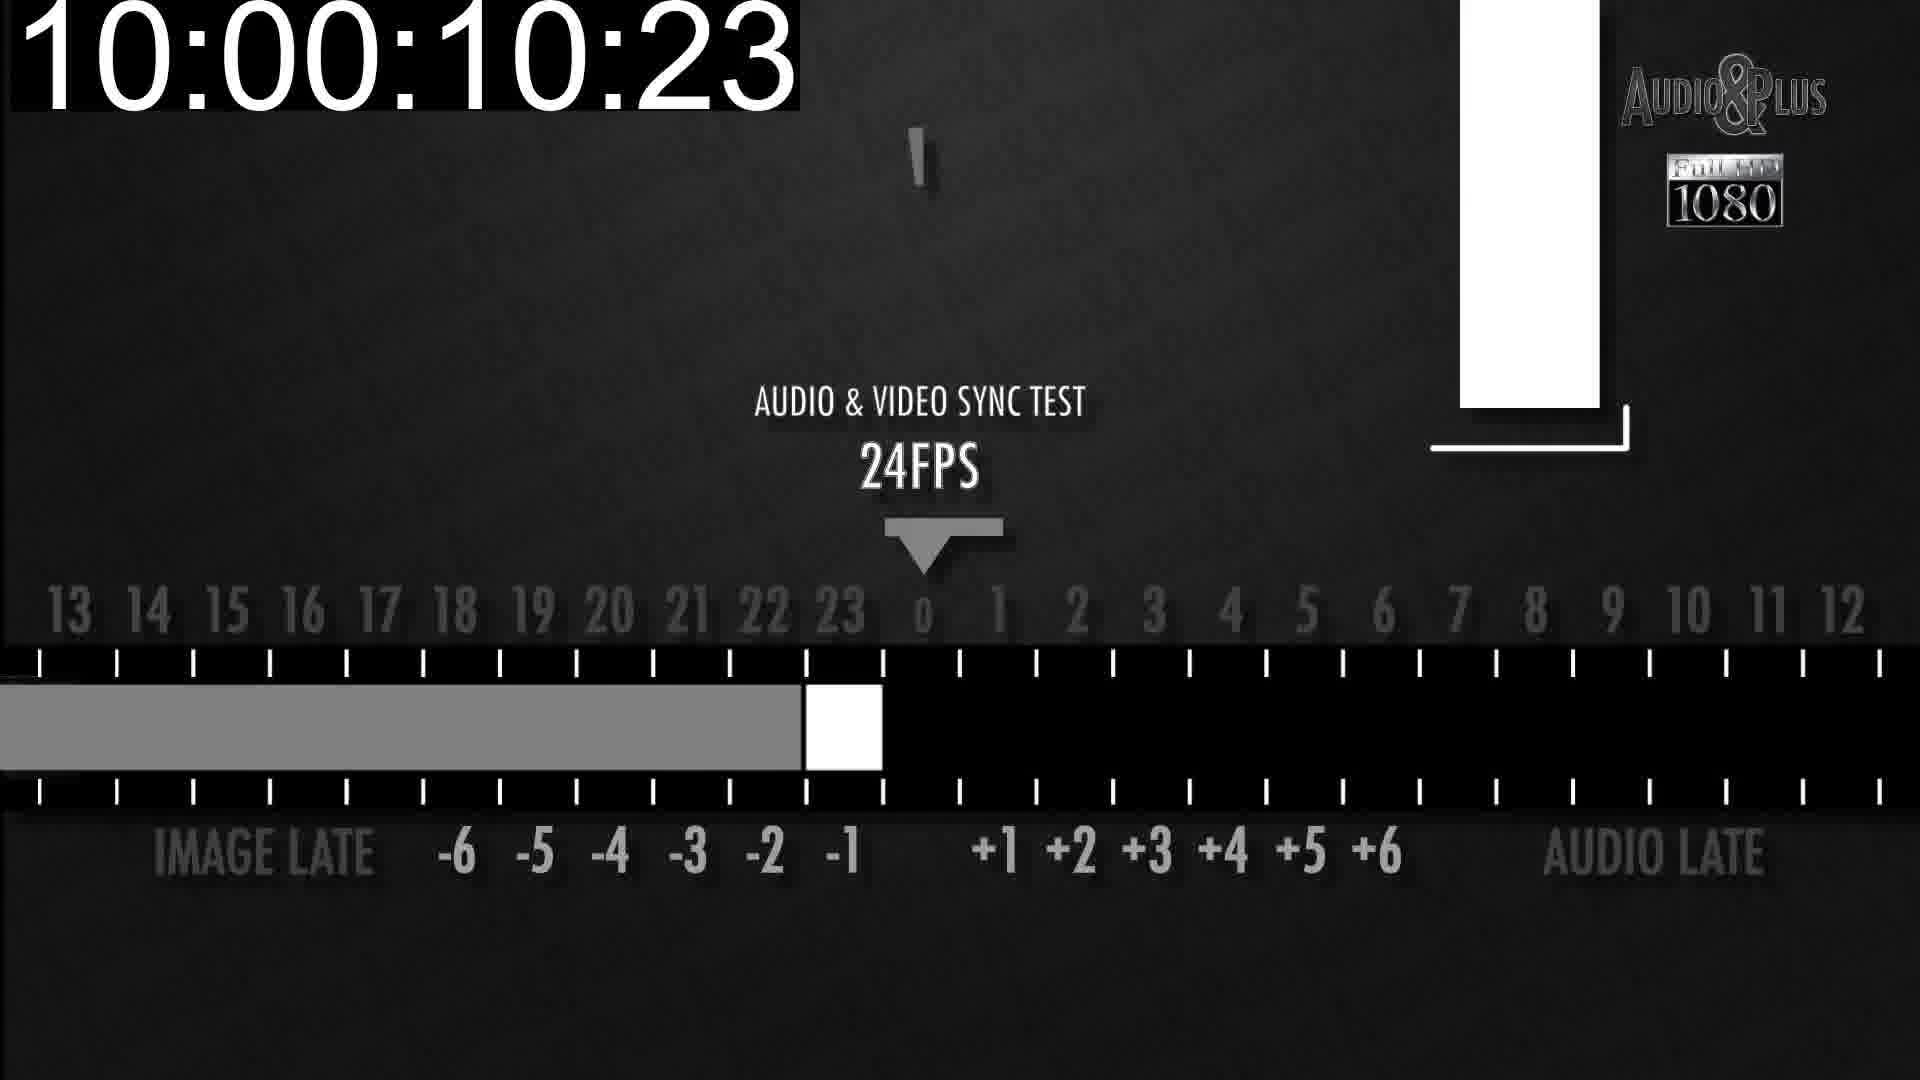 10:00:10:23
AUDIO&PLUS
Full HD
1080
AUDIO & VIDEO SYNC TEST
24FPS
13 14 15 16 17 18 19 20 21 22 23 0 1 2 3 4 5 6 7 8 9 10 11 12
IMAGE LATE -6 -5 -4 -3 -2 -1 +1 +2 +3 +4 +5 +6 AUDIO LATE